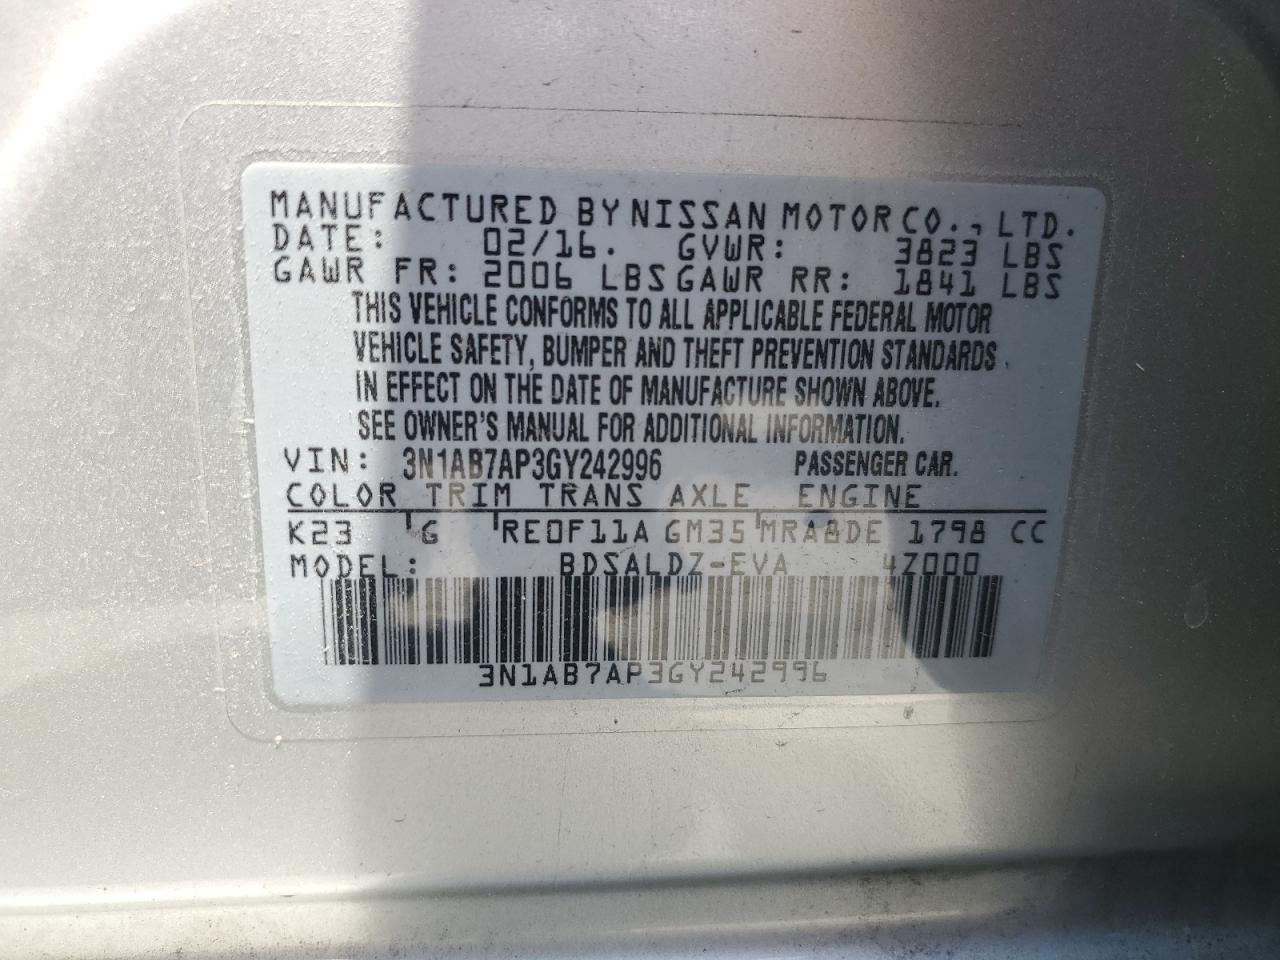 MANUFACTURED BY NISSAN MOTOR CO., LTD.
DATE: 02/16. GVWR: 3823 LBS
GAWR FR: 2006 LBS GAWR RR: 1841 LBS
THIS VEHICLE CONFORMS TO ALL APPLICABLE FEDERAL MOTOR
VEHICLE SAFETY, BUMPER AND THEFT PREVENTION STANDARDS
IN EFFECT ON THE DATE OF MANUFACTURE SHOWN ABOVE.
SEE OWNER'S MANUAL FOR ADDITIONAL INFORMATION.
VIN: 3N1AB7AP3GY242996 PASSENGER CAR.
COLOR TRIM TRANS AXLE ENGINE
K23 G RE0F11A GM35 MRA8DE 1798 CC
MODEL: BDSALDZ-EVA 4Z000
3N1AB7AP3GY242996